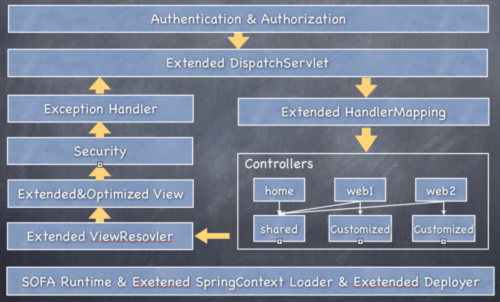 Authentication & Authorization
Extended DispatchServlet
Exception Handler
Extended HandlerMapping
Security
Controllers
home
web1
web2
Extended&Optimized View
shared
Customized
Customized
Extended ViewResovler
SOFA Runtime & Exetened SpringContext Loader & Exetended Deployer